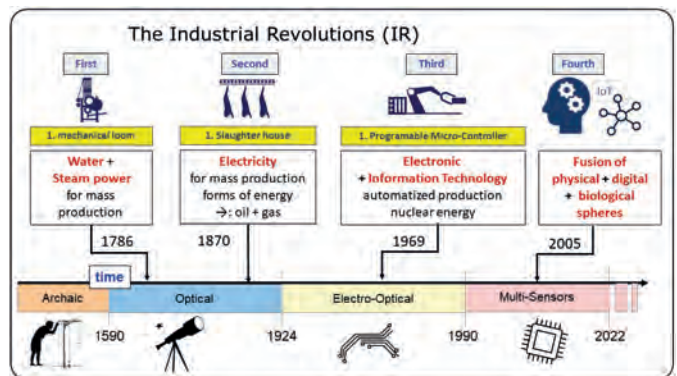 The Industrial Revolutions (IR)
First
Second
Third
Fourth
IoT
1. mechanical loom
1. Slaughter house
1. Programable Micro-Controller
Water +
Steam power
for mass
production
Electricity
for mass production
forms of energy
→: oil + gas
Electronic
+ Information Technology
automatized production
nuclear energy
Fusion of
physical + digital
+ biological
spheres
1786
1870
1969
2005
time
Archaic
Optical
Electro-Optical
Multi-Sensors
1590
1924
1990
2022